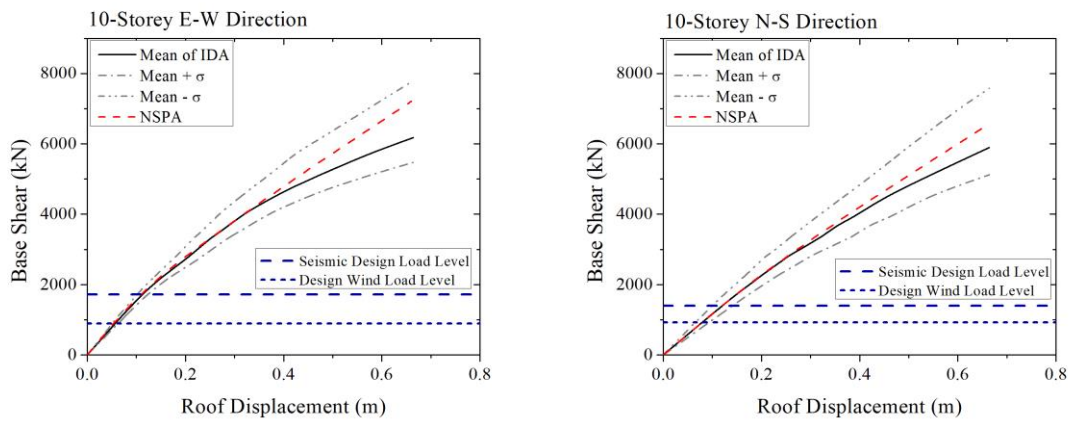 10-Storey E-W Direction
Mean of IDA
Mean + σ
Mean - σ
NSPA
8000
6000
4000
2000
0
Base Shear (kN)
Seismic Design Load Level
Design Wind Load Level
0.0 0.2 0.4 0.6 0.8
Roof Displacement (m)
10-Storey N-S Direction
Mean of IDA
Mean + σ
Mean - σ
NSPA
8000
6000
4000
2000
0
Base Shear (kN)
Seismic Design Load Level
Design Wind Load Level
0.0 0.2 0.4 0.6 0.8
Roof Displacement (m)